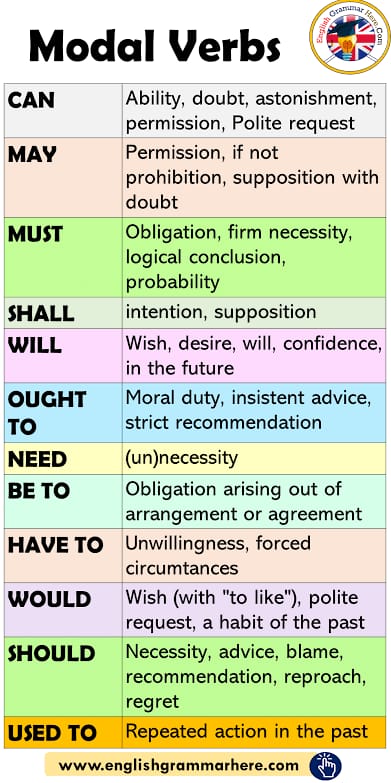 Modal Verbs
English Grammar Here.Com
CAN
Ability, doubt, astonishment,
permission, Polite request
MAY
Permission, if not
prohibition, supposition with
doubt
MUST
Obligation, firm necessity,
logical conclusion,
probability
SHALL
intention, supposition
WILL
Wish, desire, will, confidence,
in the future
OUGHT
TO
Moral duty, insistent advice,
strict recommendation
NEED
(un)necessity
BE TO
Obligation arising out of
arrangement or agreement
HAVE TO
Unwillingness, forced
circumtances
WOULD
Wish (with "to like"), polite
request, a habit of the past
SHOULD
Necessity, advice, blame,
recommendation, reproach,
regret
USED TO
Repeated action in the past
www.englishgrammarhere.com